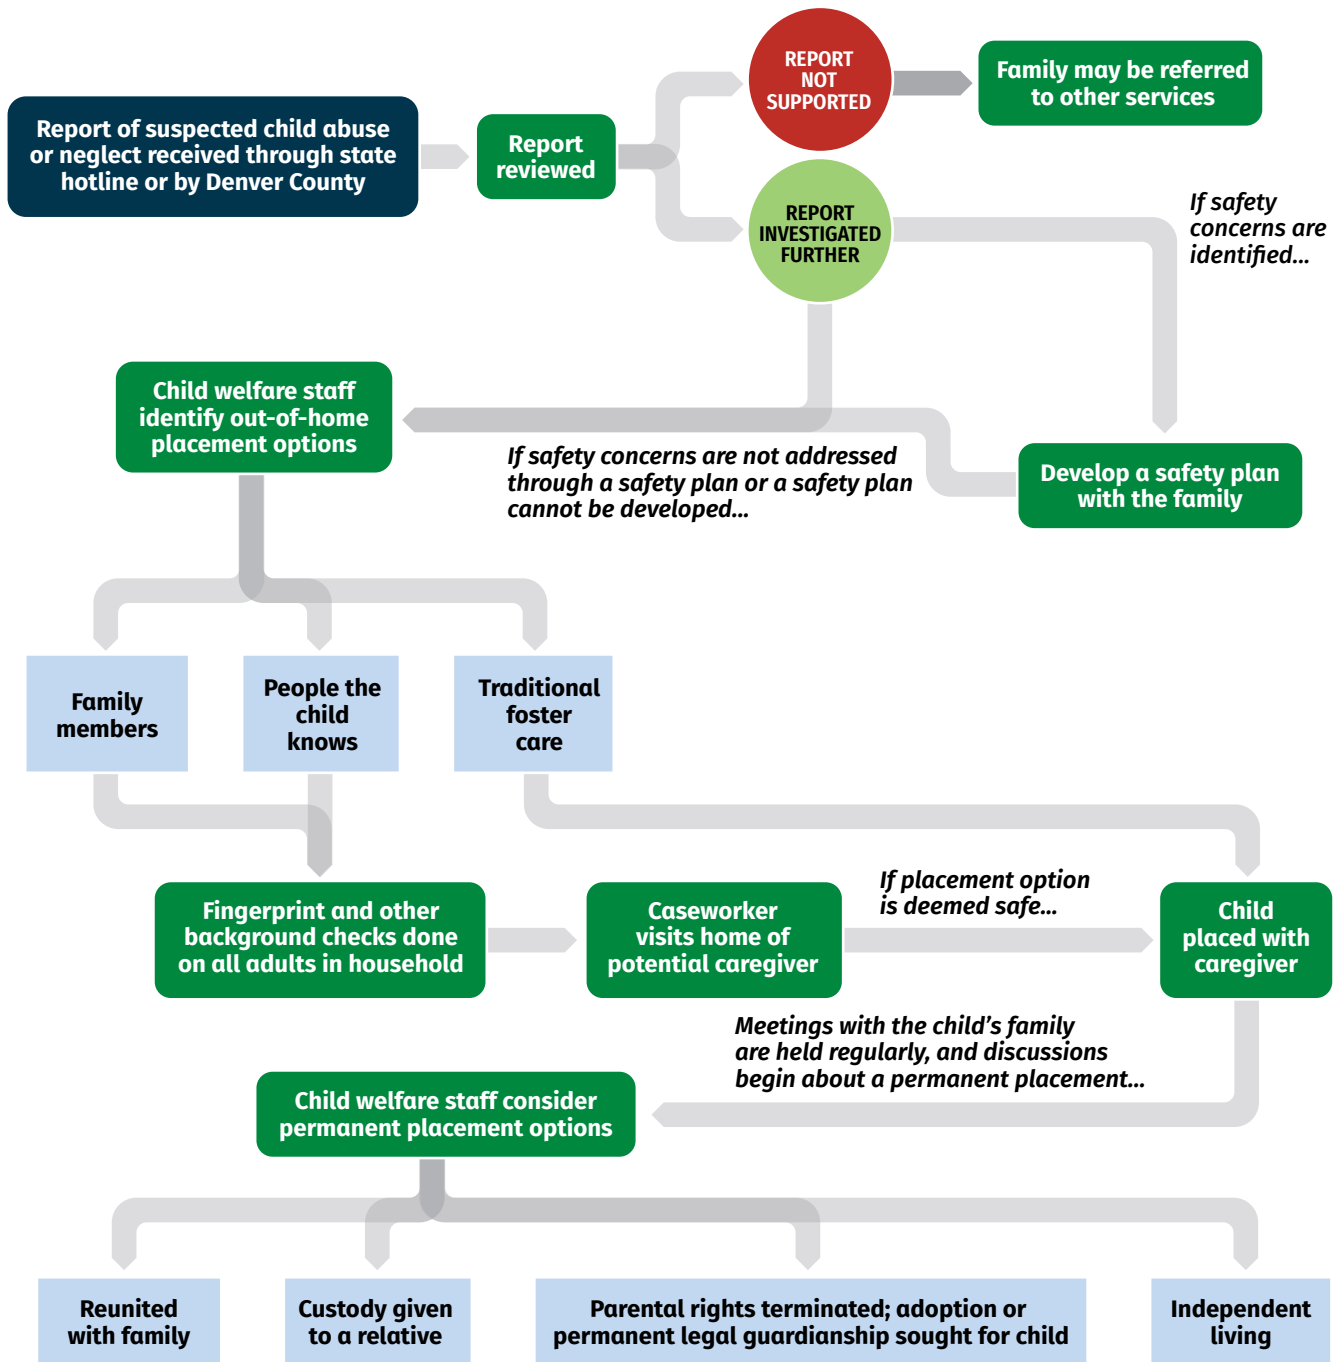 Report of suspected child abuse
or neglect received through state
hotline or by Denver County
Report
reviewed
REPORT
NOT
SUPPORTED
Family may be referred
to other services
REPORT
INVESTIGATED
FURTHER
If safety
concerns are
identified...
Develop a safety plan
with the family
If safety concerns are not addressed
through a safety plan or a safety plan
cannot be developed...
Child welfare staff
identify out-of-home
placement options
Family
members
People the
child
knows
Traditional
foster
care
Fingerprint and other
background checks done
on all adults in household
Caseworker
visits home of
potential caregiver
If placement option
is deemed safe...
Child
placed with
caregiver
Meetings with the child’s family
are held regularly, and discussions
begin about a permanent placement...
Child welfare staff consider
permanent placement options
Reunited
with family
Custody given
to a relative
Parental rights terminated; adoption or
permanent legal guardianship sought for child
Independent
living